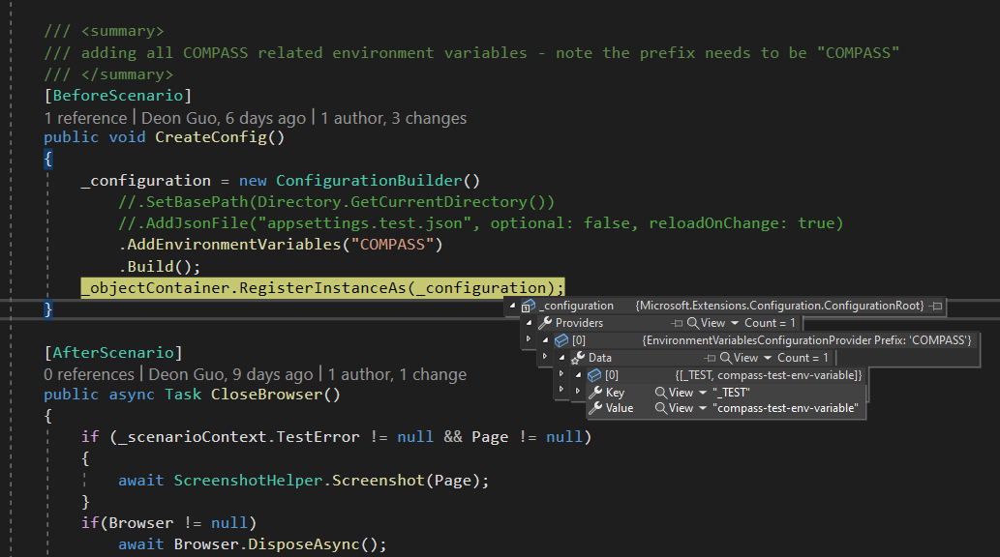 /// <summary>
/// adding all COMPASS related environment variables - note the prefix needs to be "COMPASS"
/// </summary>
[BeforeScenario]
1 reference | Deon Guo, 6 days ago | 1 author, 3 changes
public void CreateConfig()
{
_configuration = new ConfigurationBuilder()
//.SetBasePath(Directory.GetCurrentDirectory())
//.AddJsonFile("appsettings.test.json", optional: false, reloadOnChange: true)
.AddEnvironmentVariables("COMPASS")
.Build();
_objectContainer.RegisterInstanceAs(_configuration);
}
_configuration {Microsoft.Extensions.Configuration.ConfigurationRoot}
Providers View Count = 1
[0] {EnvironmentVariablesConfigurationProvider Prefix: 'COMPASS'}
Data View Count = 1
[0] {[_TEST, compass-test-env-variable]}
Key View "_TEST"
Value View "compass-test-env-variable"
[AfterScenario]
0 references | Deon Guo, 9 days ago | 1 author, 1 change
public async Task CloseBrowser()
{
if (_scenarioContext.TestError != null && Page != null)
{
await ScreenshotHelper.Screenshot(Page);
}
if(Browser != null)
await Browser.DisposeAsync();